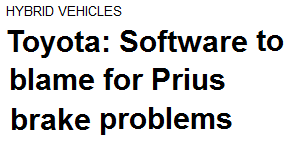 HYBRID VEHICLES
Toyota: Software to
blame for Prius
brake problems